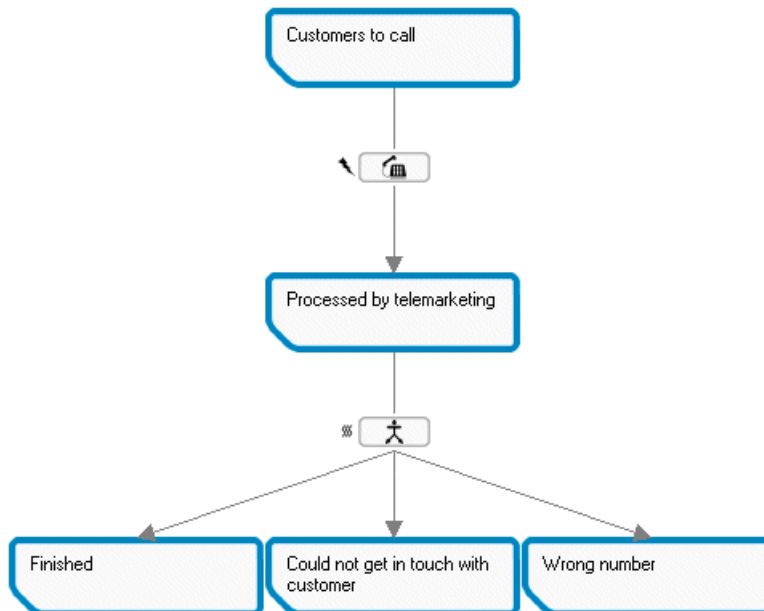 Customers to call
Processed by telemarketing
Finished
Could not get in touch with
customer
Wrong number